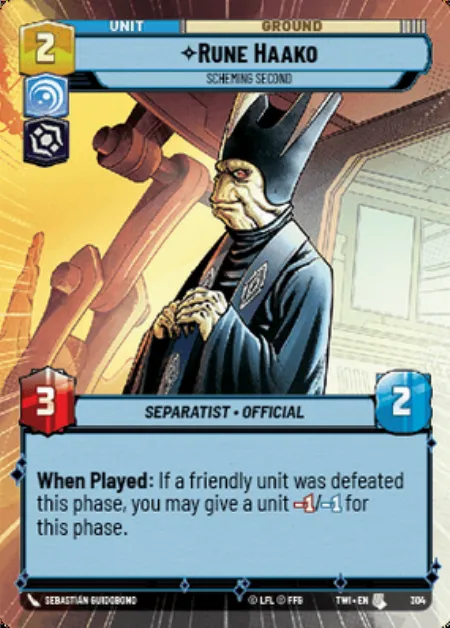 UNIT
GROUND
2
✧RUNE HAAKO
SCHEMING SECOND
3
SEPARATIST • OFFICIAL
2
When Played: If a friendly unit was defeated
this phase, you may give a unit -1/-1 for
this phase.
SEBASTIÁN GUIDOBONO
© LFL © FFG
TWI • EN
304